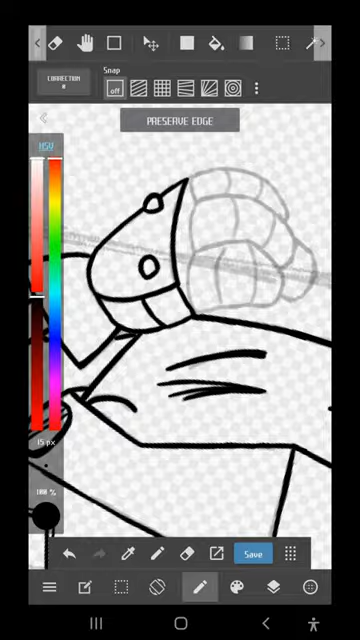 Snap
CORRECTION
0
off
PRESERVE EDGE
HSV
15 px
100 %
Save